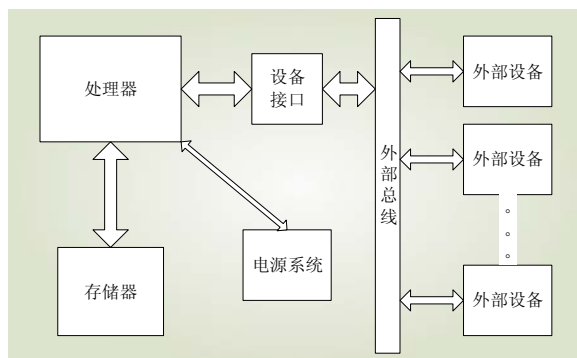 处理器
设备
接口
外部设备
外部设备
外部总线
存储器
电源系统
外部设备